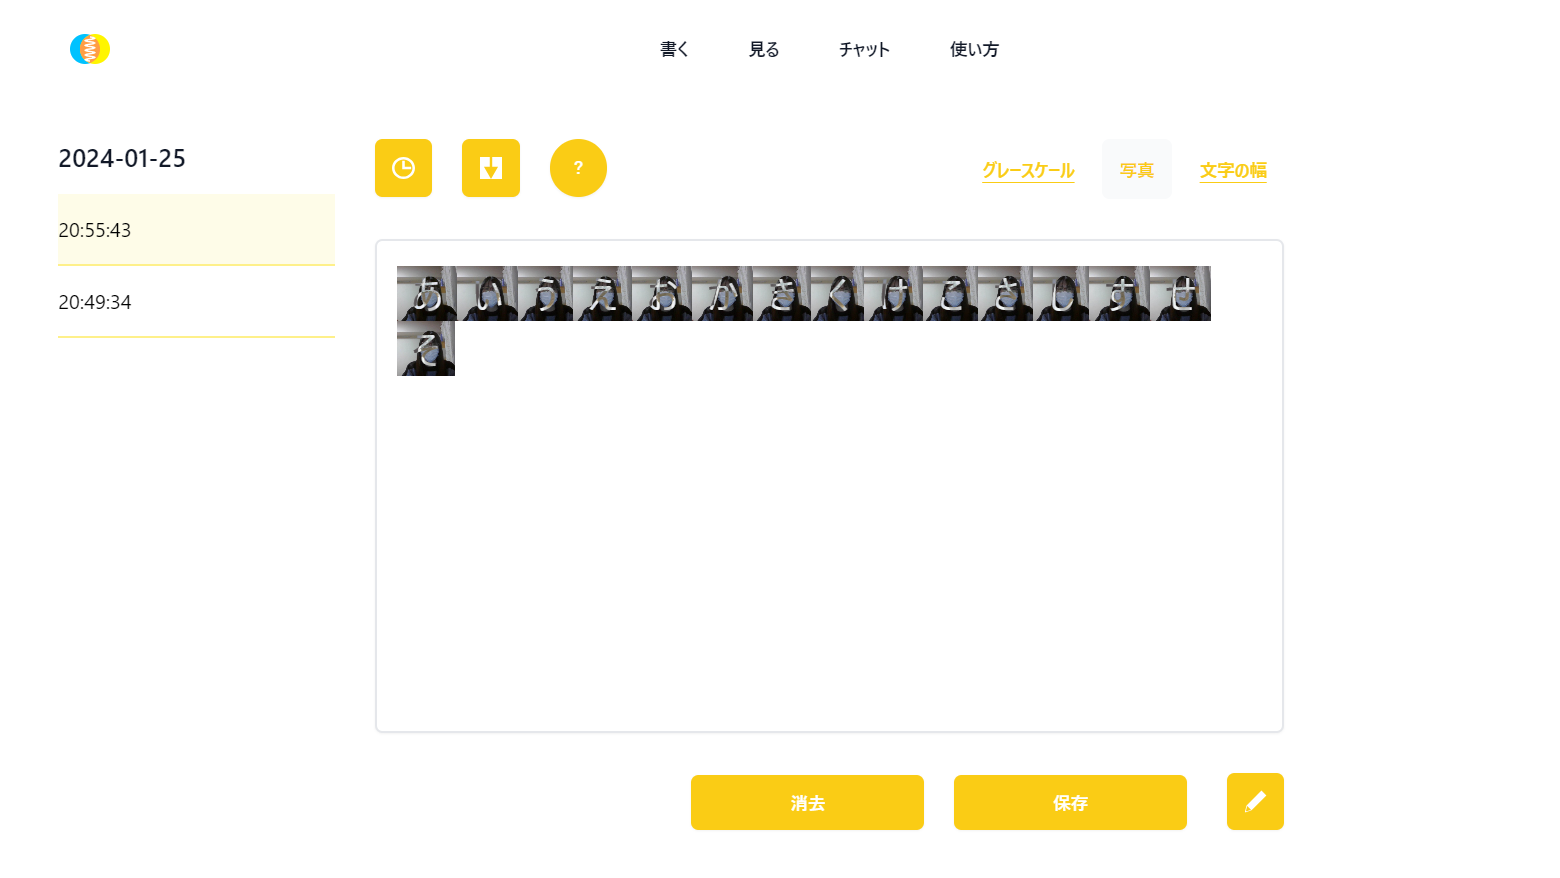 書く 見る チャット 使い方
2024-01-25
?
グレースケール 写真 文字の幅
20:55:43
20:49:34
あいうえおかきくけこさしすせ
そ
消去 保存